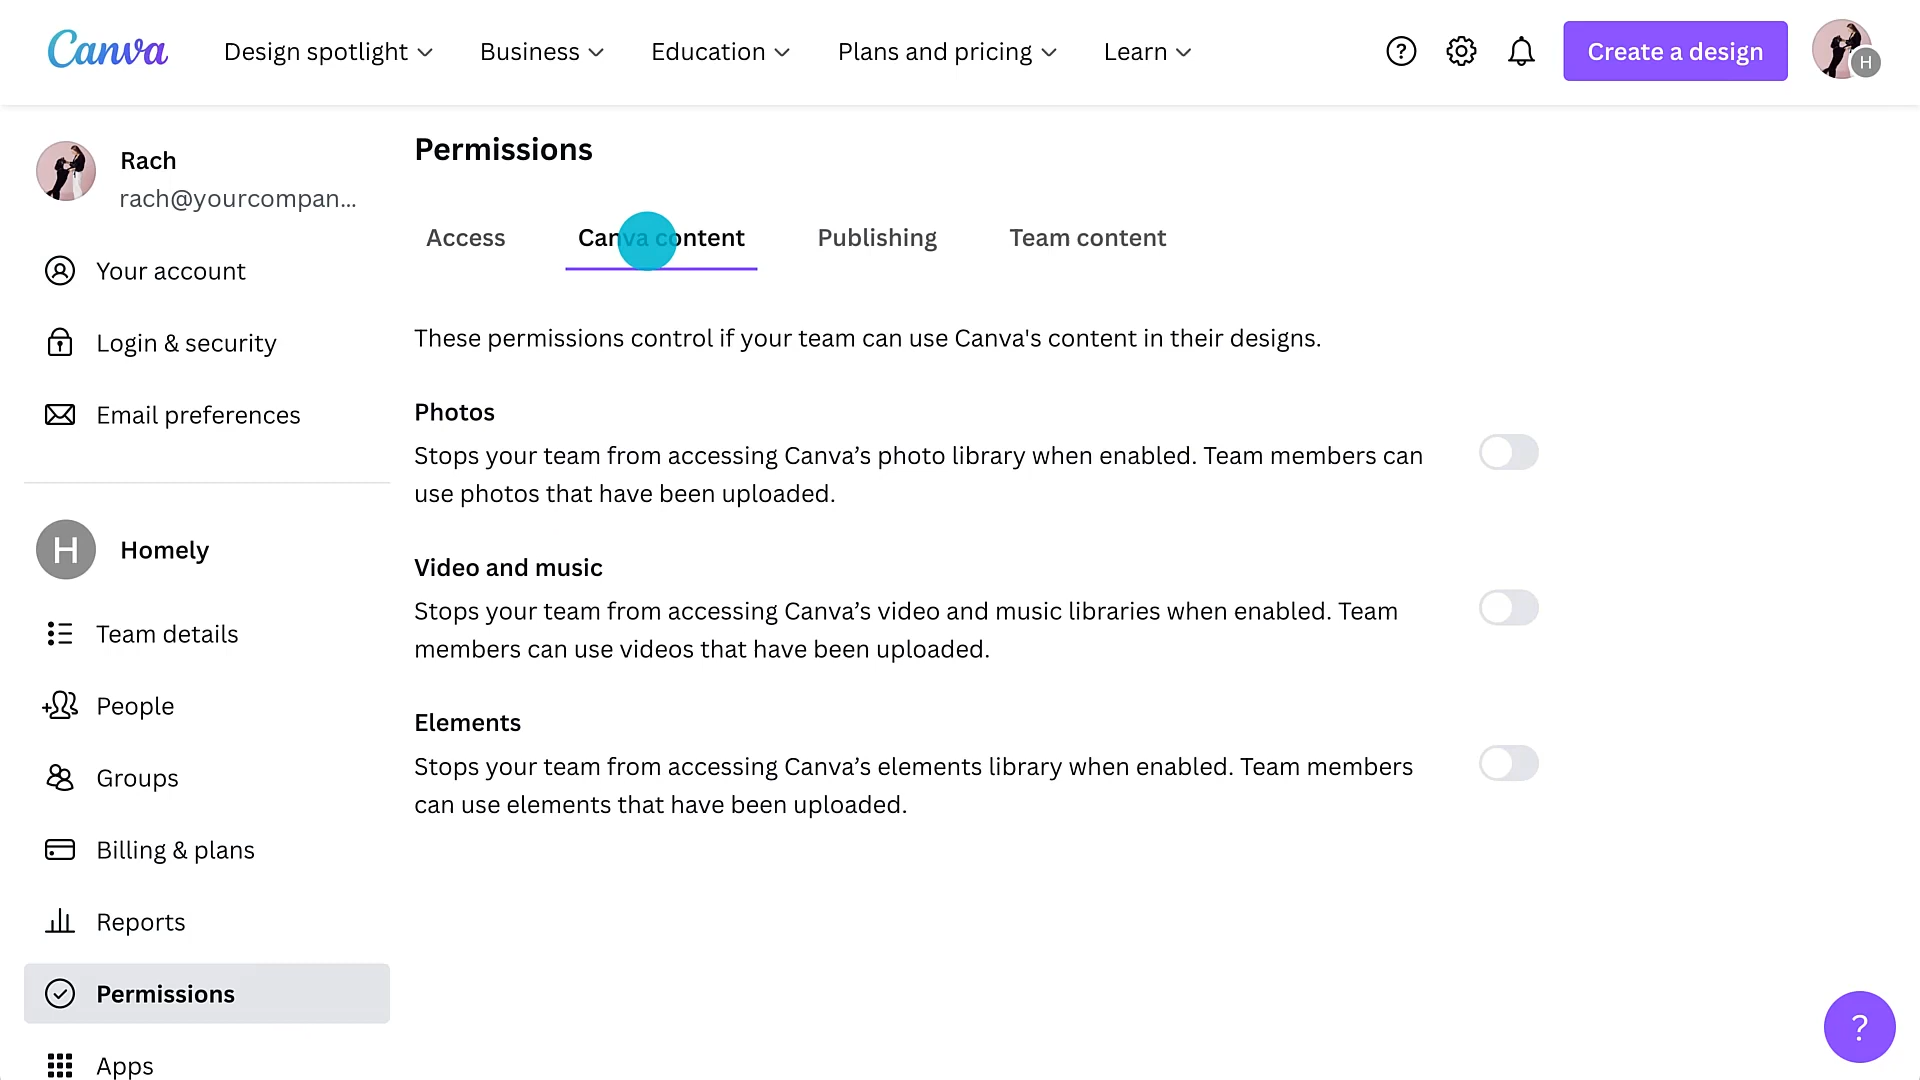 Canva
Design spotlight
Business
Education
Plans and pricing
Learn
?
Create a design
H
Rach
rach@yourcompan...
Your account
Login & security
Email preferences
H
Homely
Team details
People
Groups
Billing & plans
Reports
Permissions
Apps
Permissions
Access
Canva content
Publishing
Team content
These permissions control if your team can use Canva's content in their designs.
Photos
Stops your team from accessing Canva’s photo library when enabled. Team members can
use photos that have been uploaded.
Video and music
Stops your team from accessing Canva’s video and music libraries when enabled. Team
members can use videos that have been uploaded.
Elements
Stops your team from accessing Canva’s elements library when enabled. Team members
can use elements that have been uploaded.
?